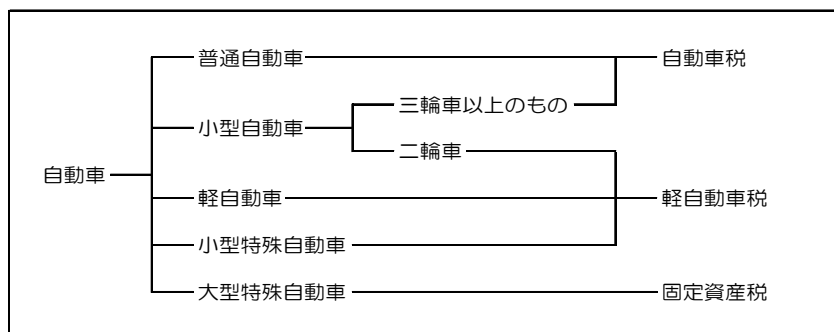 普通自動車 自動車税
三輪車以上のもの
小型自動車
二輪車
自動車
軽自動車 軽自動車税
小型特殊自動車
大型特殊自動車 固定資産税